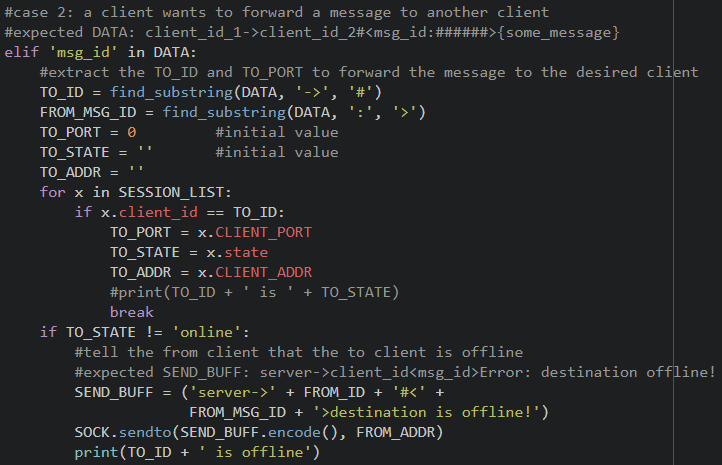 #case 2: a client wants to forward a message to another client
#expected DATA: client_id_1->client_id_2#<msg_id:######>{some_message}
elif 'msg_id' in DATA:
    #extract the TO_ID and TO_PORT to forward the message to the desired client
    TO_ID = find_substring(DATA, '->', '#')
    FROM_MSG_ID = find_substring(DATA, ':', '>')
    TO_PORT = 0         #initial value
    TO_STATE = ''       #initial value
    TO_ADDR = ''
    for x in SESSION_LIST:
        if x.client_id == TO_ID:
            TO_PORT = x.CLIENT_PORT
            TO_STATE = x.state
            TO_ADDR = x.CLIENT_ADDR
            #print(TO_ID + ' is ' + TO_STATE)
            break
    if TO_STATE != 'online':
        #tell the from client that the to client is offline
        #expected SEND_BUFF: server->client_id<msg_id>Error: destination offline!
        SEND_BUFF = ('server->' + FROM_ID + '#<' +
                     FROM_MSG_ID + '>destination is offline!')
        SOCK.sendto(SEND_BUFF.encode(), FROM_ADDR)
        print(TO_ID + ' is offline')